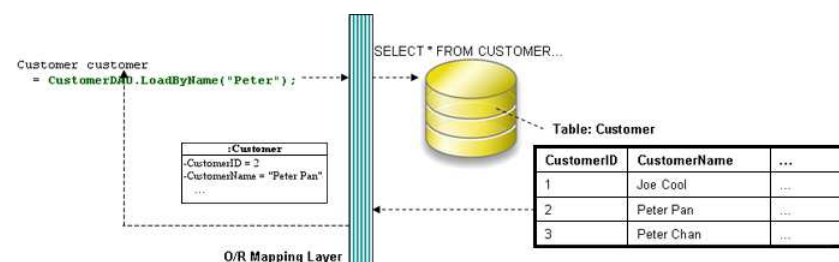 SELECT * FROM CUSTOMER...
Customer customer
= CustomerDAO.LoadByName("Peter");
Table: Customer
:Customer
-CustomerID = 2
-CustomerName = "Peter Pan"
...
CustomerID CustomerName ...
1 Joe Cool ...
2 Peter Pan ...
3 Peter Chan ...
O/R Mapping Layer